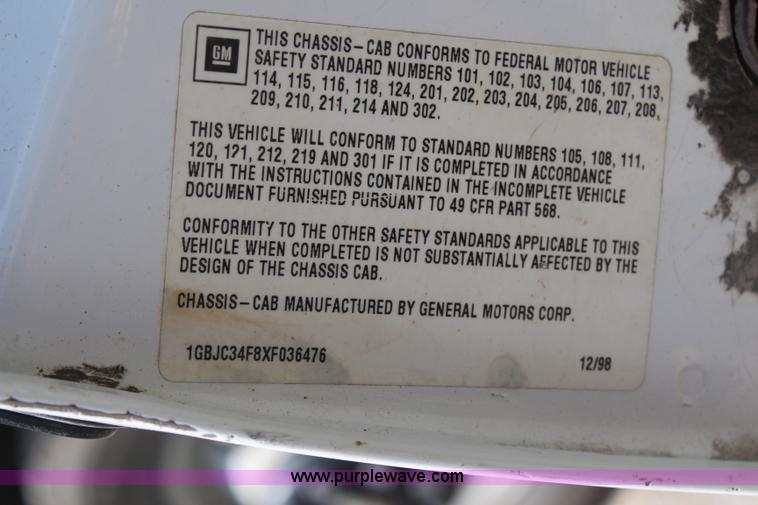 GM
THIS CHASSIS-CAB CONFORMS TO FEDERAL MOTOR VEHICLE
SAFETY STANDARD NUMBERS 101, 102, 103, 104, 106, 107, 113,
114, 115, 116, 118, 124, 201, 202, 203, 204, 205, 206, 207, 208,
209, 210, 211, 214 AND 302.
THIS VEHICLE WILL CONFORM TO STANDARD NUMBERS 105, 108, 111,
120, 121, 212, 219 AND 301 IF IT IS COMPLETED IN ACCORDANCE
WITH THE INSTRUCTIONS CONTAINED IN THE INCOMPLETE VEHICLE
DOCUMENT FURNISHED PURSUANT TO 49 CFR PART 568.
CONFORMITY TO THE OTHER SAFETY STANDARDS APPLICABLE TO THIS
VEHICLE WHEN COMPLETED IS NOT SUBSTANTIALLY AFFECTED BY THE
DESIGN OF THE CHASSIS CAB.
CHASSIS-CAB MANUFACTURED BY GENERAL MOTORS CORP.
1GBJC34F8XF036476 12/98
www.purplewave.com